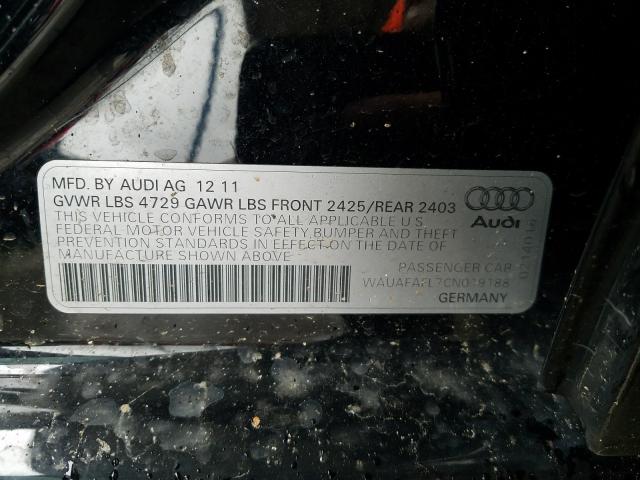 MFD. BY AUDI AG 12 11
GVWR LBS 4729 GAWR LBS FRONT 2425/REAR 2403
THIS VEHICLE CONFORMS TO ALL APPLICABLE U S
FEDERAL MOTOR VEHICLE SAFETY, BUMPER AND THEFT
PREVENTION STANDARDS IN EFFECT ON THE DATE OF
MANUFACTURE SHOWN ABOVE
Audi
PASSENGER CAR
GERMANY